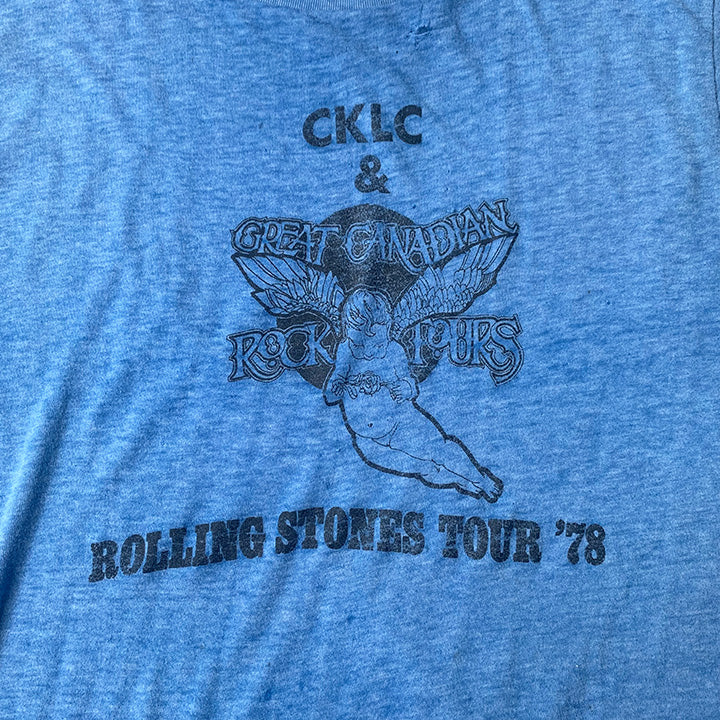 CKLC
&
GREAT CANADIAN
ROCK TOURS
ROLLING STONES TOUR '78